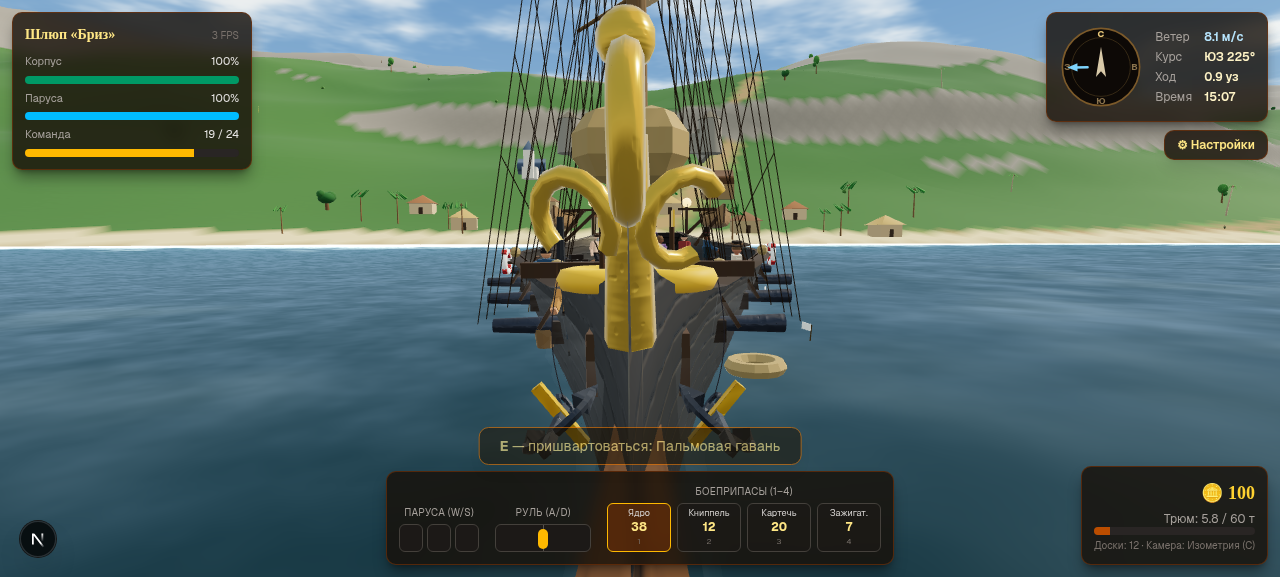 Шлюп «Бриз»
3 FPS
Корпус 100%
Паруса 100%
Команда 19 / 24
С
З В
Ю
Ветер 8.1 м/с
Курс ЮЗ 225°
Ход 0.9 уз
Время 15:07
⚙ Настройки
E — пришвартоваться: Пальмовая гавань
ПАРУСА (W/S)
РУЛЬ (A/D)
БОЕПРИПАСЫ (1–4)
Ядро
38
1
Книппель
12
2
Картечь
20
3
Зажигат.
7
4
100
Трюм: 5.8 / 60 т
Доски: 12 · Камера: Изометрия (C)
N